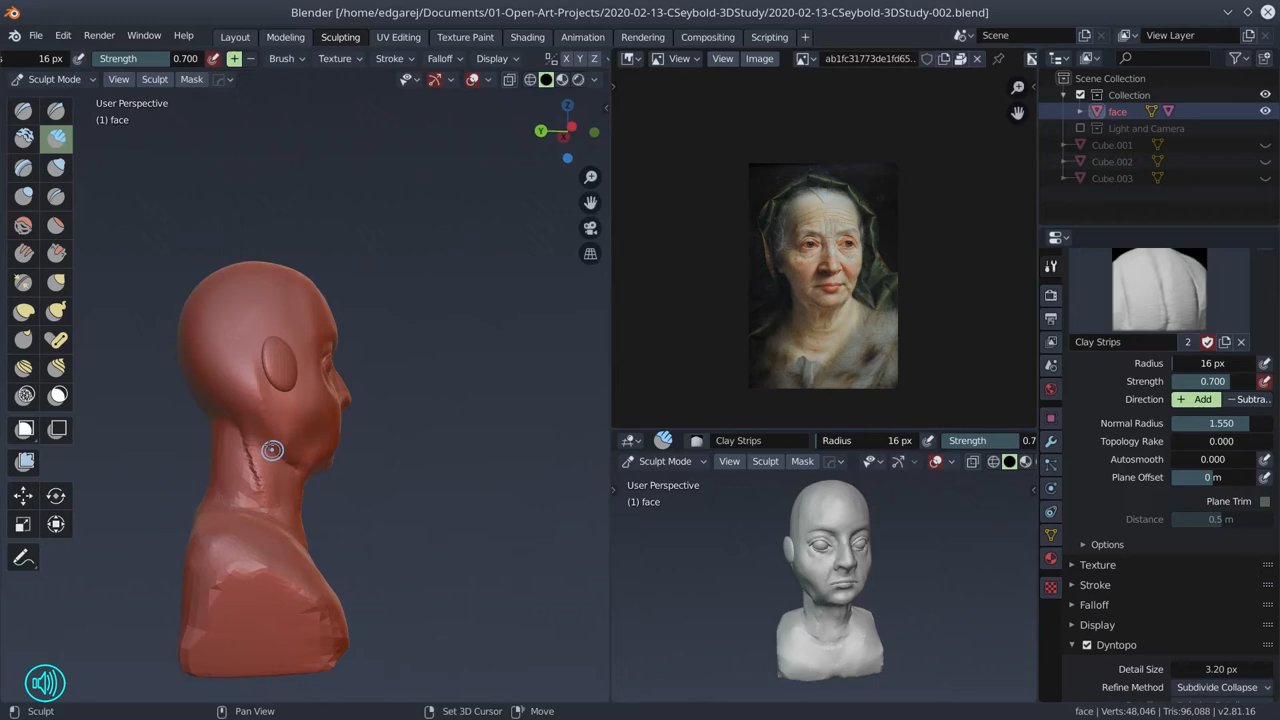 Blender [/home/edgarej/Documents/01-Open-Art-Projects/2020-02-13-CSeybold-3DStudy/2020-02-13-CSeybold-3DStudy-002.blend]
File Edit Render Window Help Layout Modeling Sculpting UV Editing Texture Paint Shading Animation Rendering Compositing Scripting + Scene View Layer
16 px Strength 0.700 Brush Texture Stroke Falloff Display X Y Z
View View Image ab1fc31773de1fd65..
Sculpt Mode View Sculpt Mask
User Perspective
(1) face
Z
Y
X
Scene Collection
Collection
face
Light and Camera
Cube.001
Cube.002
Cube.003
Clay Strips 2
Radius 16 px
Strength 0.700
Direction + Add Subtra..
Normal Radius 1.550
Topology Rake 0.000
Autosmooth 0.000
Plane Offset 0 m
Plane Trim
Distance 0.5 m
Options
Texture
Stroke
Falloff
Display
Dyntopo
Detail Size 3.20 px
Refine Method Subdivide Collapse
Clay Strips Radius 16 px Strength 0.7
Sculpt Mode View Sculpt Mask
User Perspective
(1) face
Sculpt Pan View Set 3D Cursor Move face | Verts:48,046 | Tris:96,088 | v2.81.16